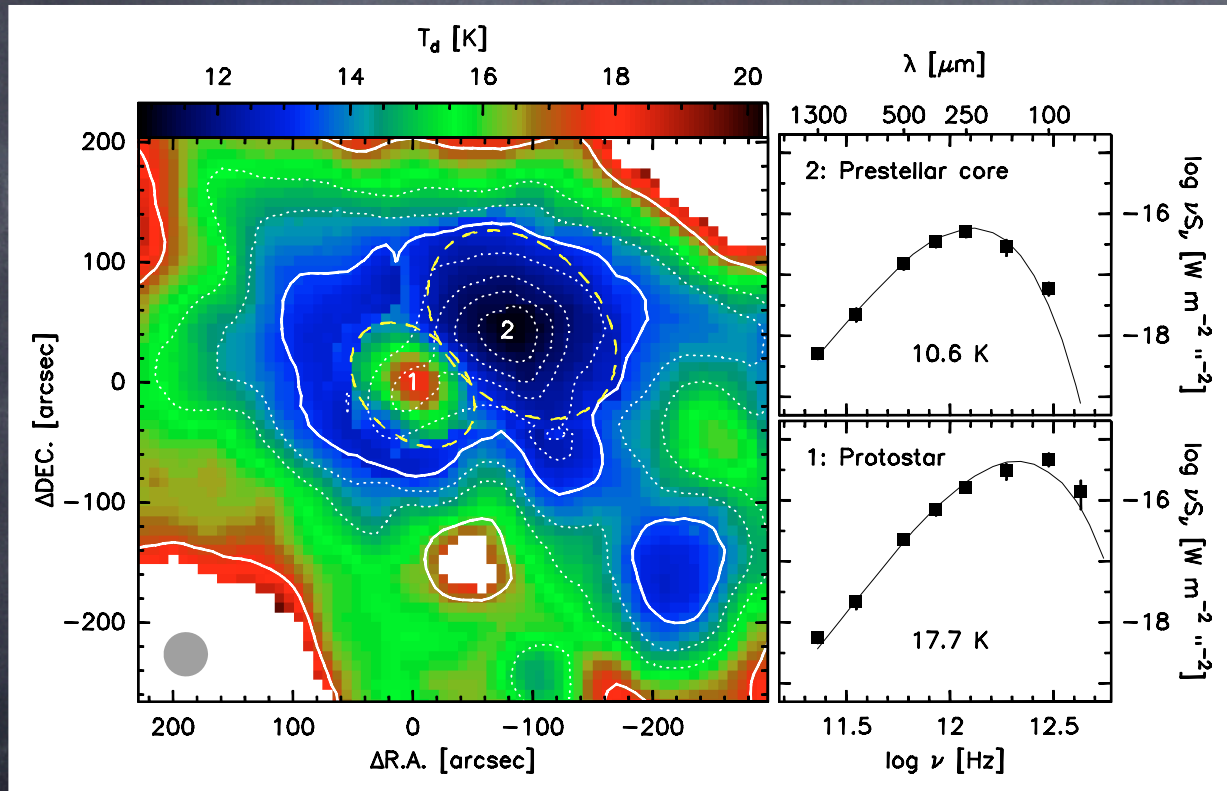 T_d [K]
12 14 16 18 20
200
100
0
−100
−200
ΔDEC. [arcsec]
2
1
200 100 0 −100 −200
ΔR.A. [arcsec]
λ [μm]
1300 500 250 100
2: Prestellar core
10.6 K
−16
−18
log νS_ν [W m^−2 "^−2]
1: Protostar
17.7 K
−16
−18
log νS_ν [W m^−2 "^−2]
11.5 12 12.5
log ν [Hz]